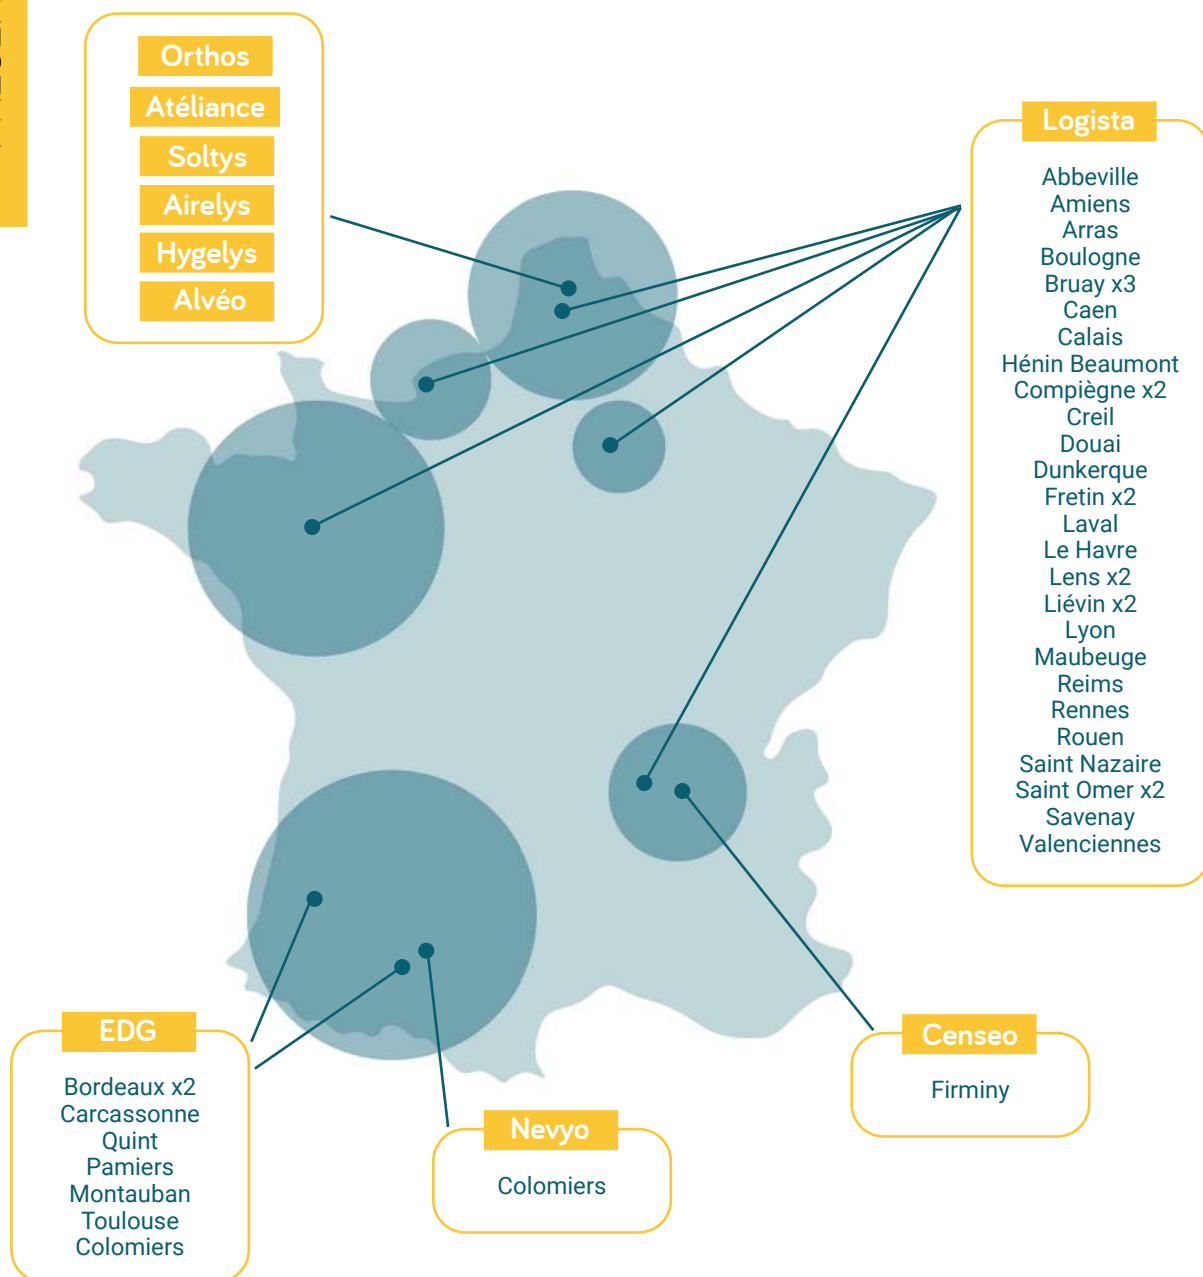 Orthos
Atéliance
Soltys
Airelys
Hygelys
Alvéo
Logista
Abbeville
Amiens
Arras
Boulogne
Bruay x3
Caen
Calais
Hénin Beaumont
Compiègne x2
Creil
Douai
Dunkerque
Fretin x2
Laval
Le Havre
Lens x2
Liévin x2
Lyon
Maubeuge
Reims
Rennes
Rouen
Saint Nazaire
Saint Omer x2
Savenay
Valenciennes
EDG
Bordeaux x2
Carcassonne
Quint
Pamiers
Montauban
Toulouse
Colomiers
Nevyo
Colomiers
Censeo
Firminy